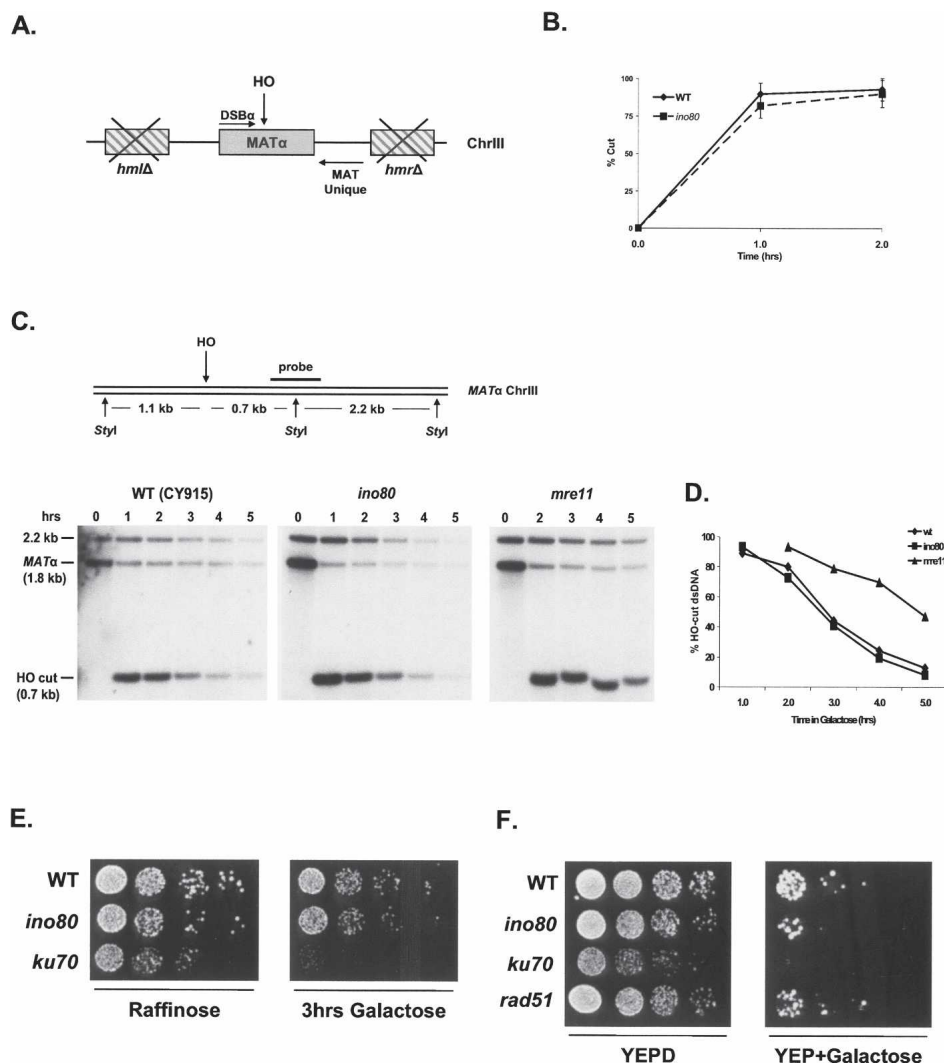 A.
HO
DSBα
MATα
ChrIII
hmlΔ
MAT
Unique
hmrΔ
B.
100
75
50
25
0
% Cut
WT
ino80
0.0 1.0 2.0
Time (hrs)
C.
HO
probe
MATα ChrIII
1.1 kb 0.7 kb 2.2 kb
StyI StyI StyI
WT (CY915) ino80 mre11
hrs 0 1 2 3 4 5 0 1 2 3 4 5 0 2 3 4 5
2.2 kb
MATα
(1.8 kb)
HO cut
(0.7 kb)
D.
wt
ino80
mre11
100
80
60
40
20
0
% HO-cut dsDNA
1.0 2.0 3.0 4.0 5.0
Time in Galactose (hrs)
E.
WT
ino80
ku70
Raffinose 3hrs Galactose
F.
WT
ino80
ku70
rad51
YEPD YEP+Galactose